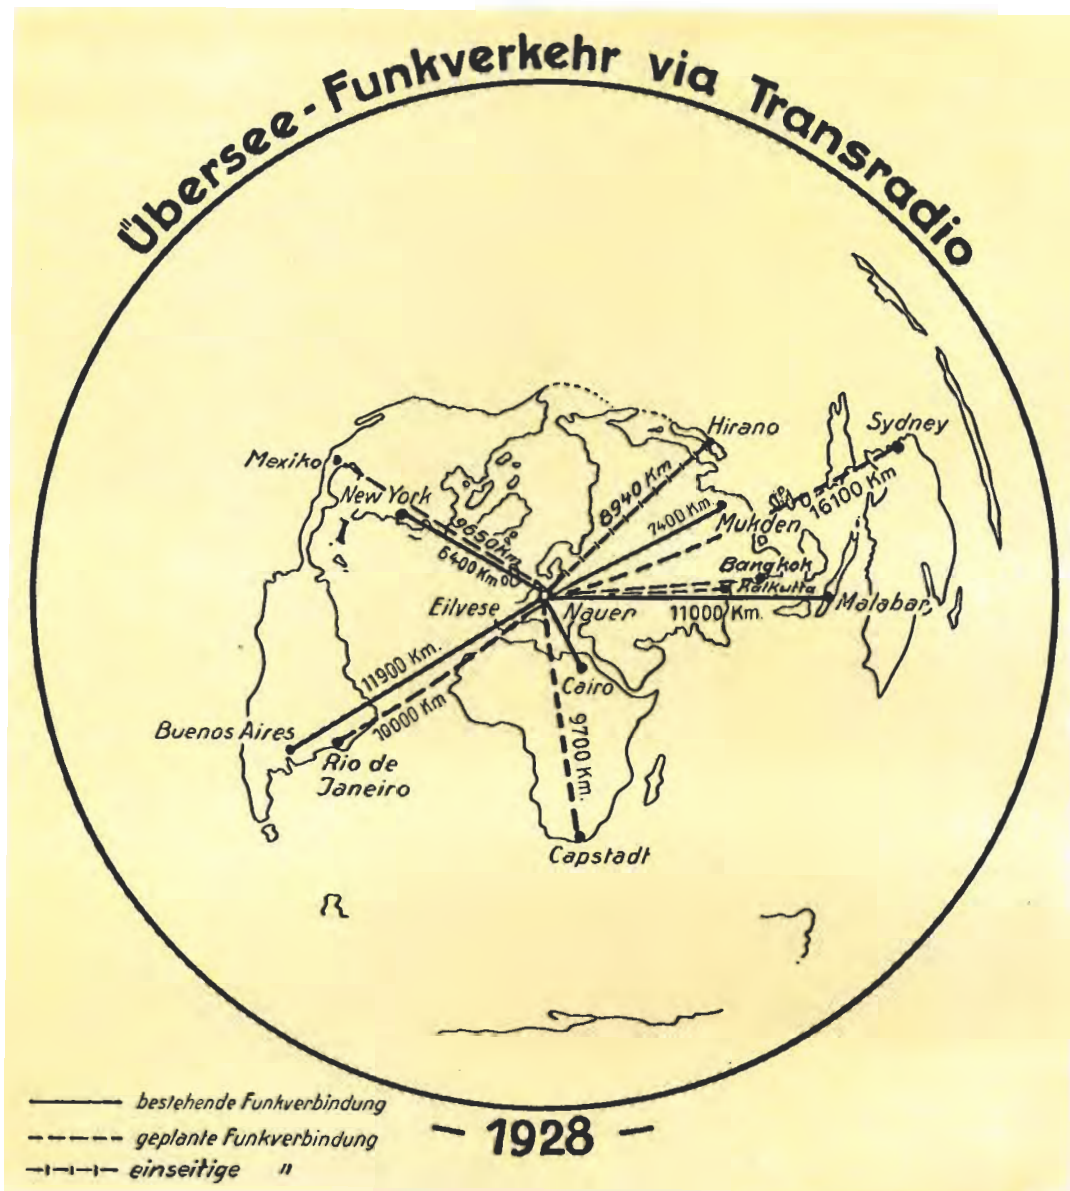 Übersee-Funkverkehr via Transradio
Hirano
Sydney
Mexiko
8940 Km
New York
16100 Km
7400 Km.
Mukden
9650 Km
6400 Km
Bangkok
Kalkutta
Eilvese
Nauen
11000 Km.
Malabar
11900 Km.
Cairo
10000 Km
9700 Km.
Buenos Aires
Rio de
Janeiro
Capstadt
bestehende Funkverbindung
geplante Funkverbindung
einseitige "
— 1928 —